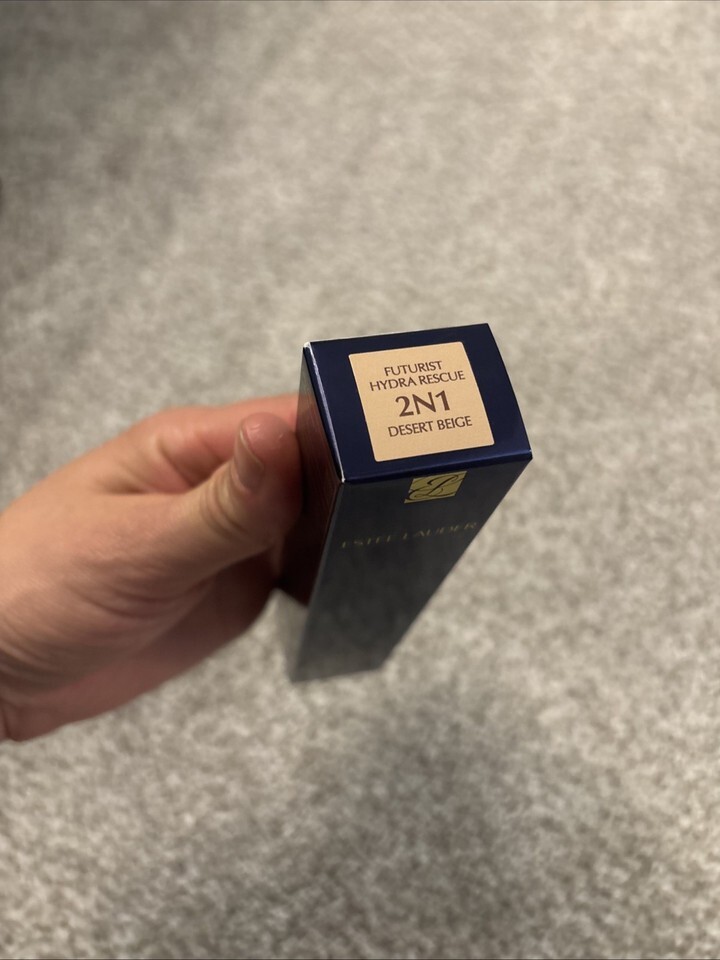 FUTURIST
HYDRA RESCUE
2N1
DESERT BEIGE
ESTEE LAUDER